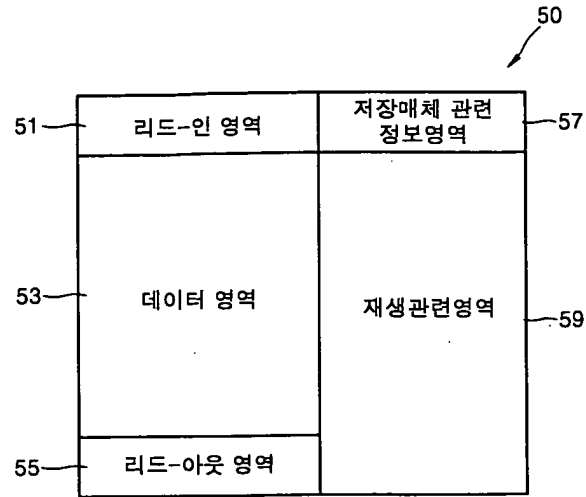 50
51
리드-인 영역
저장매체 관련
정보영역
57
53
데이터 영역
재생관련영역
59
55
리드-아웃 영역